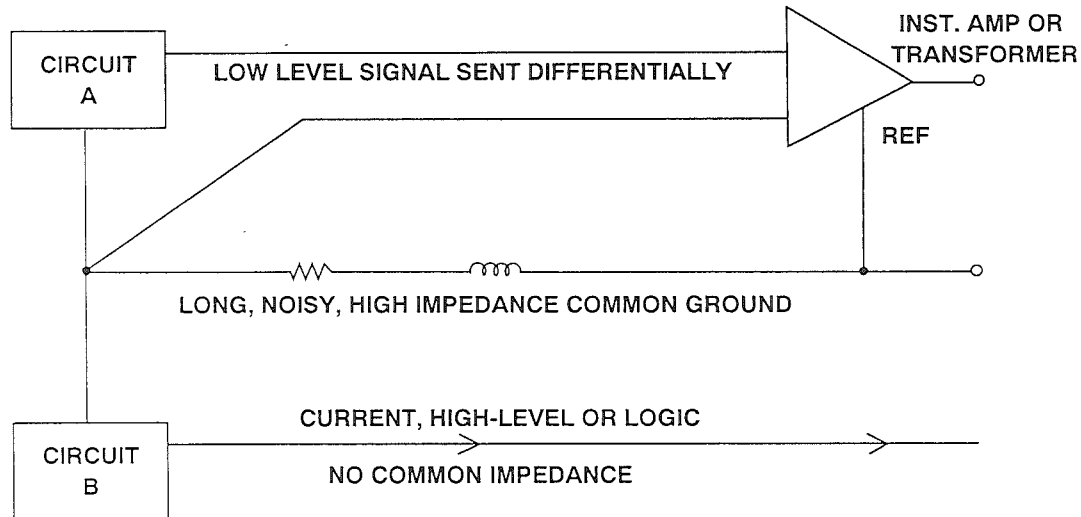 INST. AMP OR
TRANSFORMER
CIRCUIT
A
LOW LEVEL SIGNAL SENT DIFFERENTIALLY
REF
LONG, NOISY, HIGH IMPEDANCE COMMON GROUND
CURRENT, HIGH-LEVEL OR LOGIC
CIRCUIT
B
NO COMMON IMPEDANCE